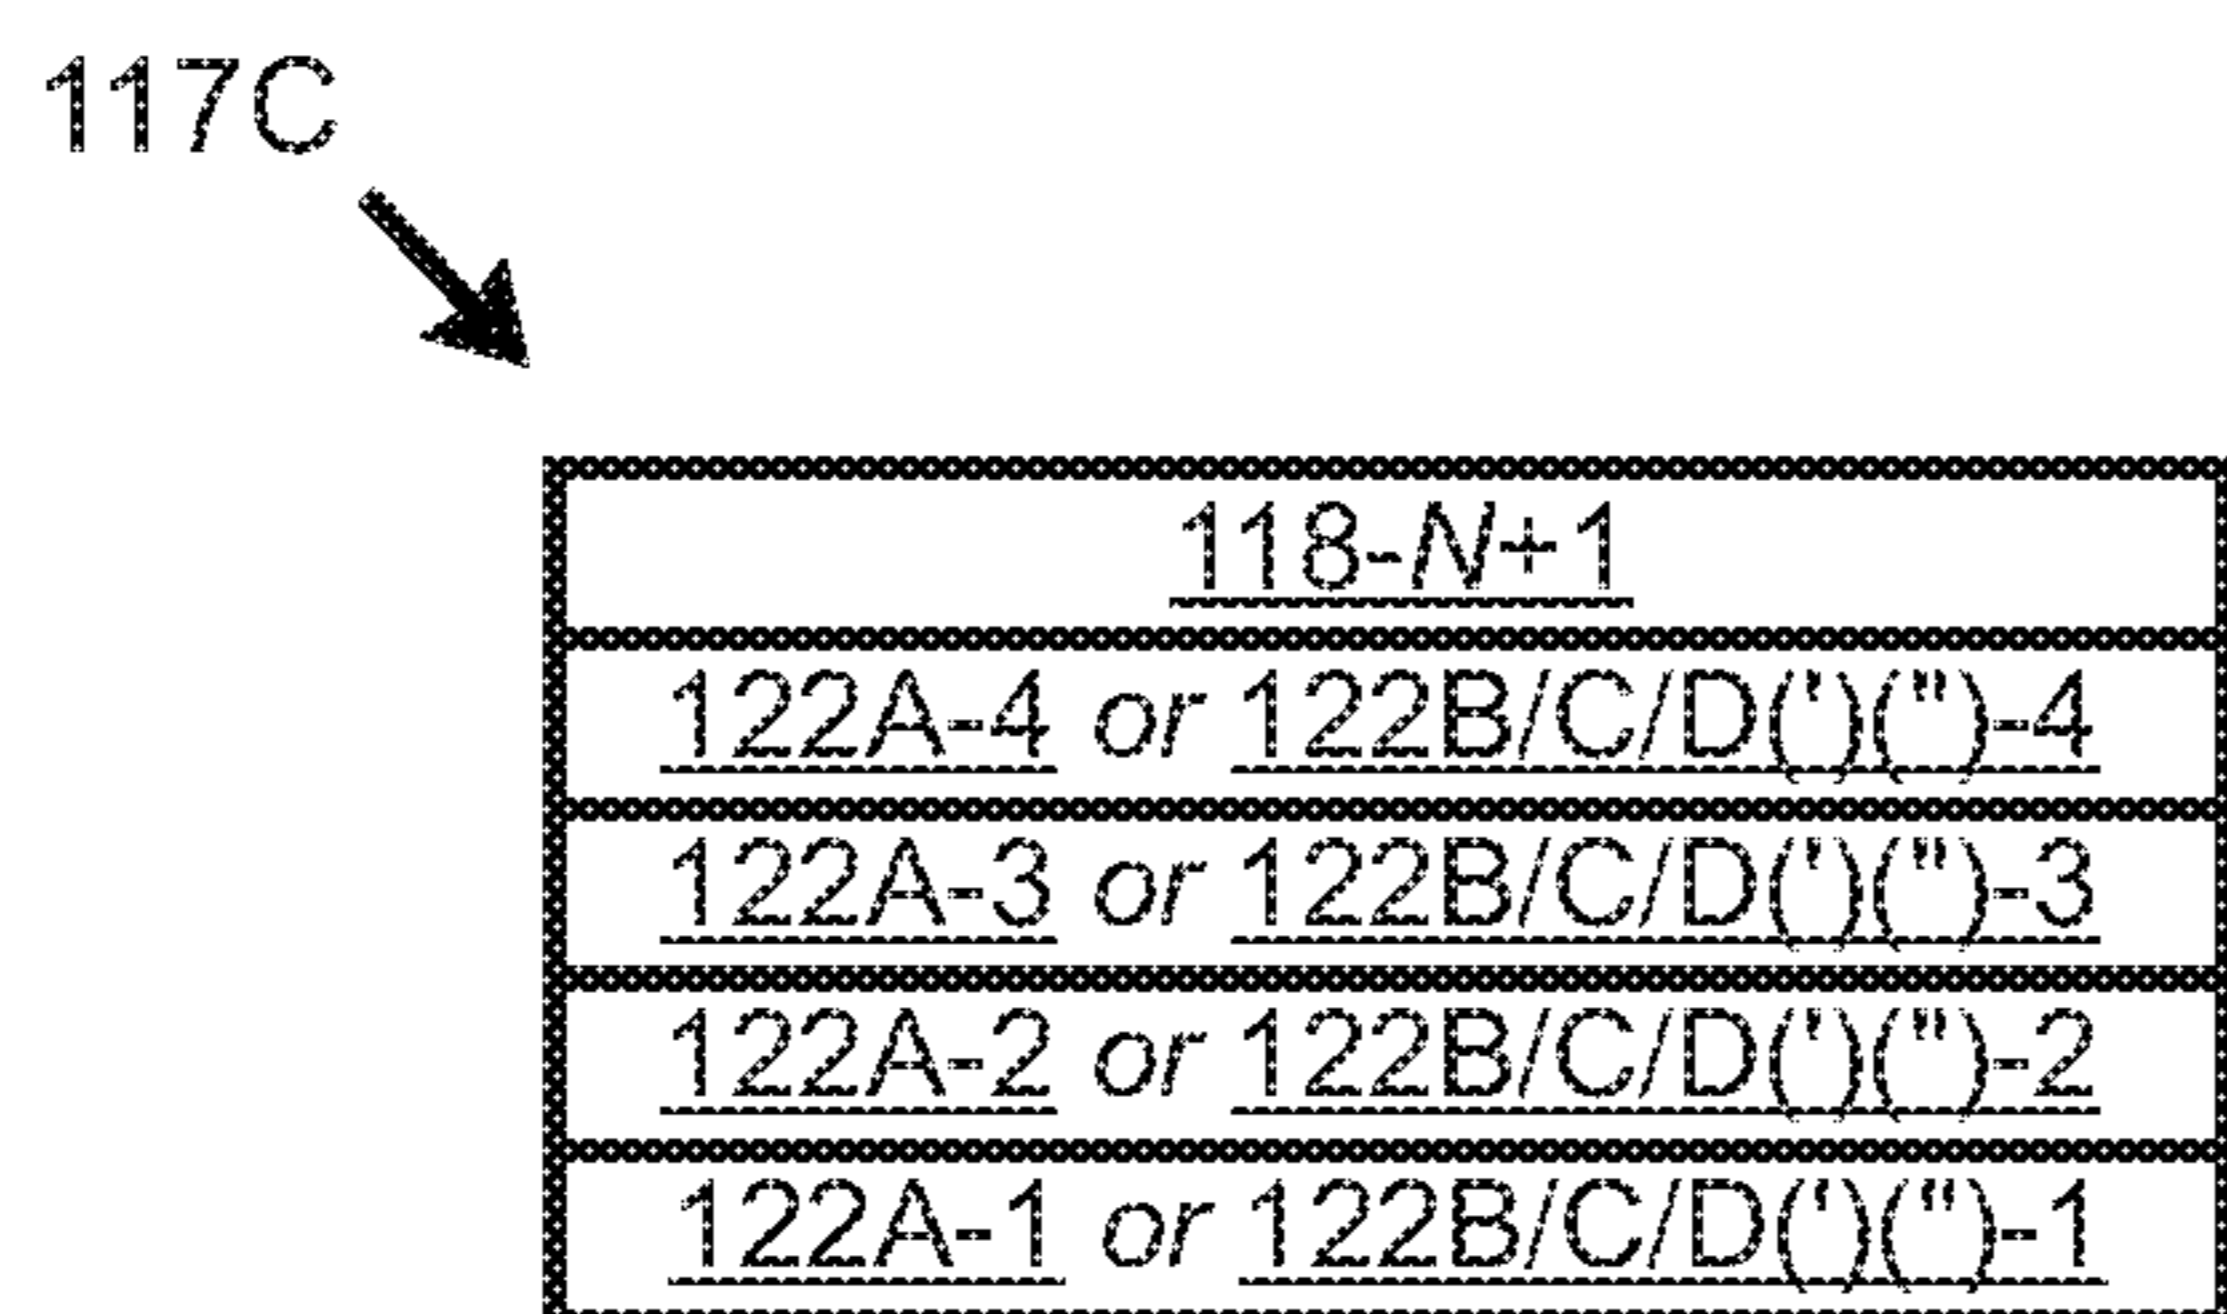 117C
118-N+1
122A-4 or 122B/C/D(')(")-4
122A-3 or 122B/C/D(')(")-3
122A-2 or 122B/C/D(')(")-2
122A-1 or 122B/C/D(')(")-1